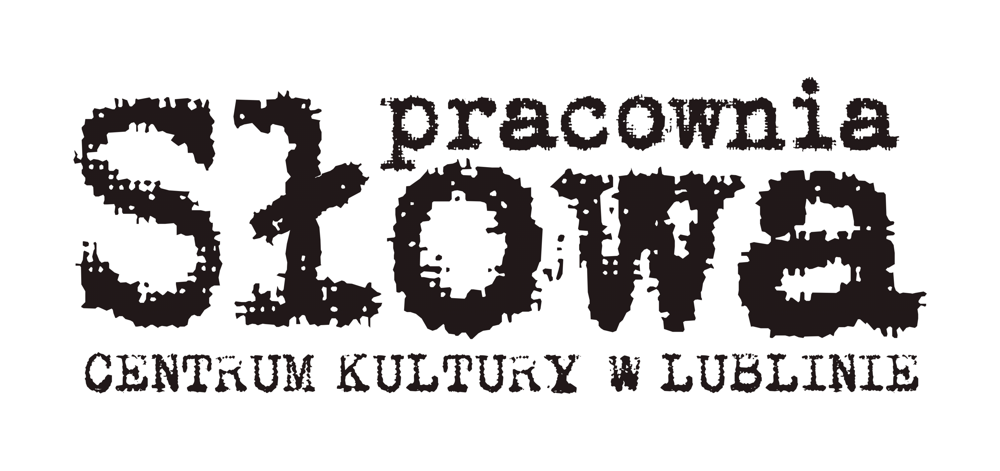 pracownia
Słowa
CENTRUM KULTURY W LUBLINIE